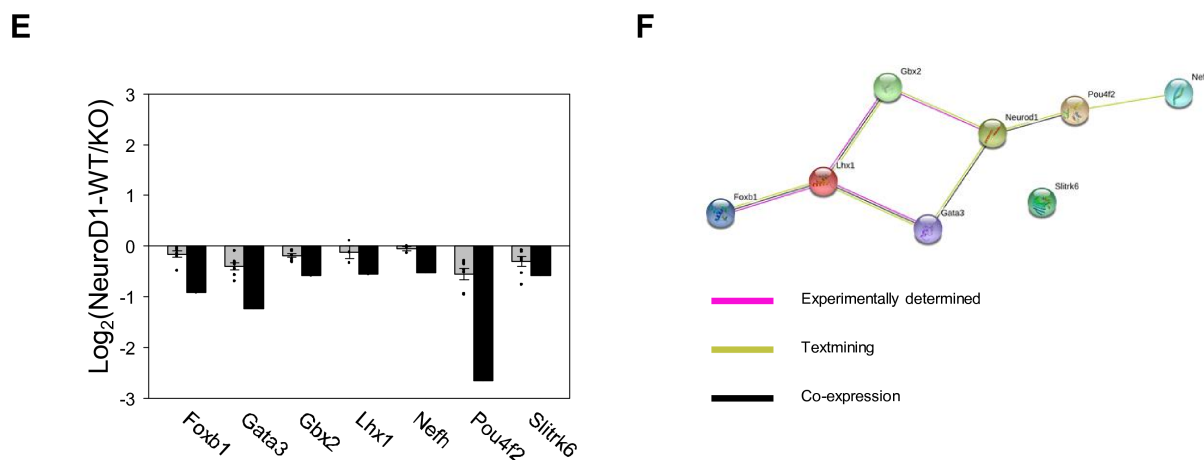 E
F
Log2(NeuroD1-WT/KO)
3
2
1
0
-1
-2
-3
Foxb1
Gata3
Gbx2
Lhx1
Nefh
Pou4f2
Slitrk6
Gbx2
Nef
Pou4f2
Neurod1
Lhx1
Slitrk6
Foxb1
Gata3
Experimentally determined
Textmining
Co-expression